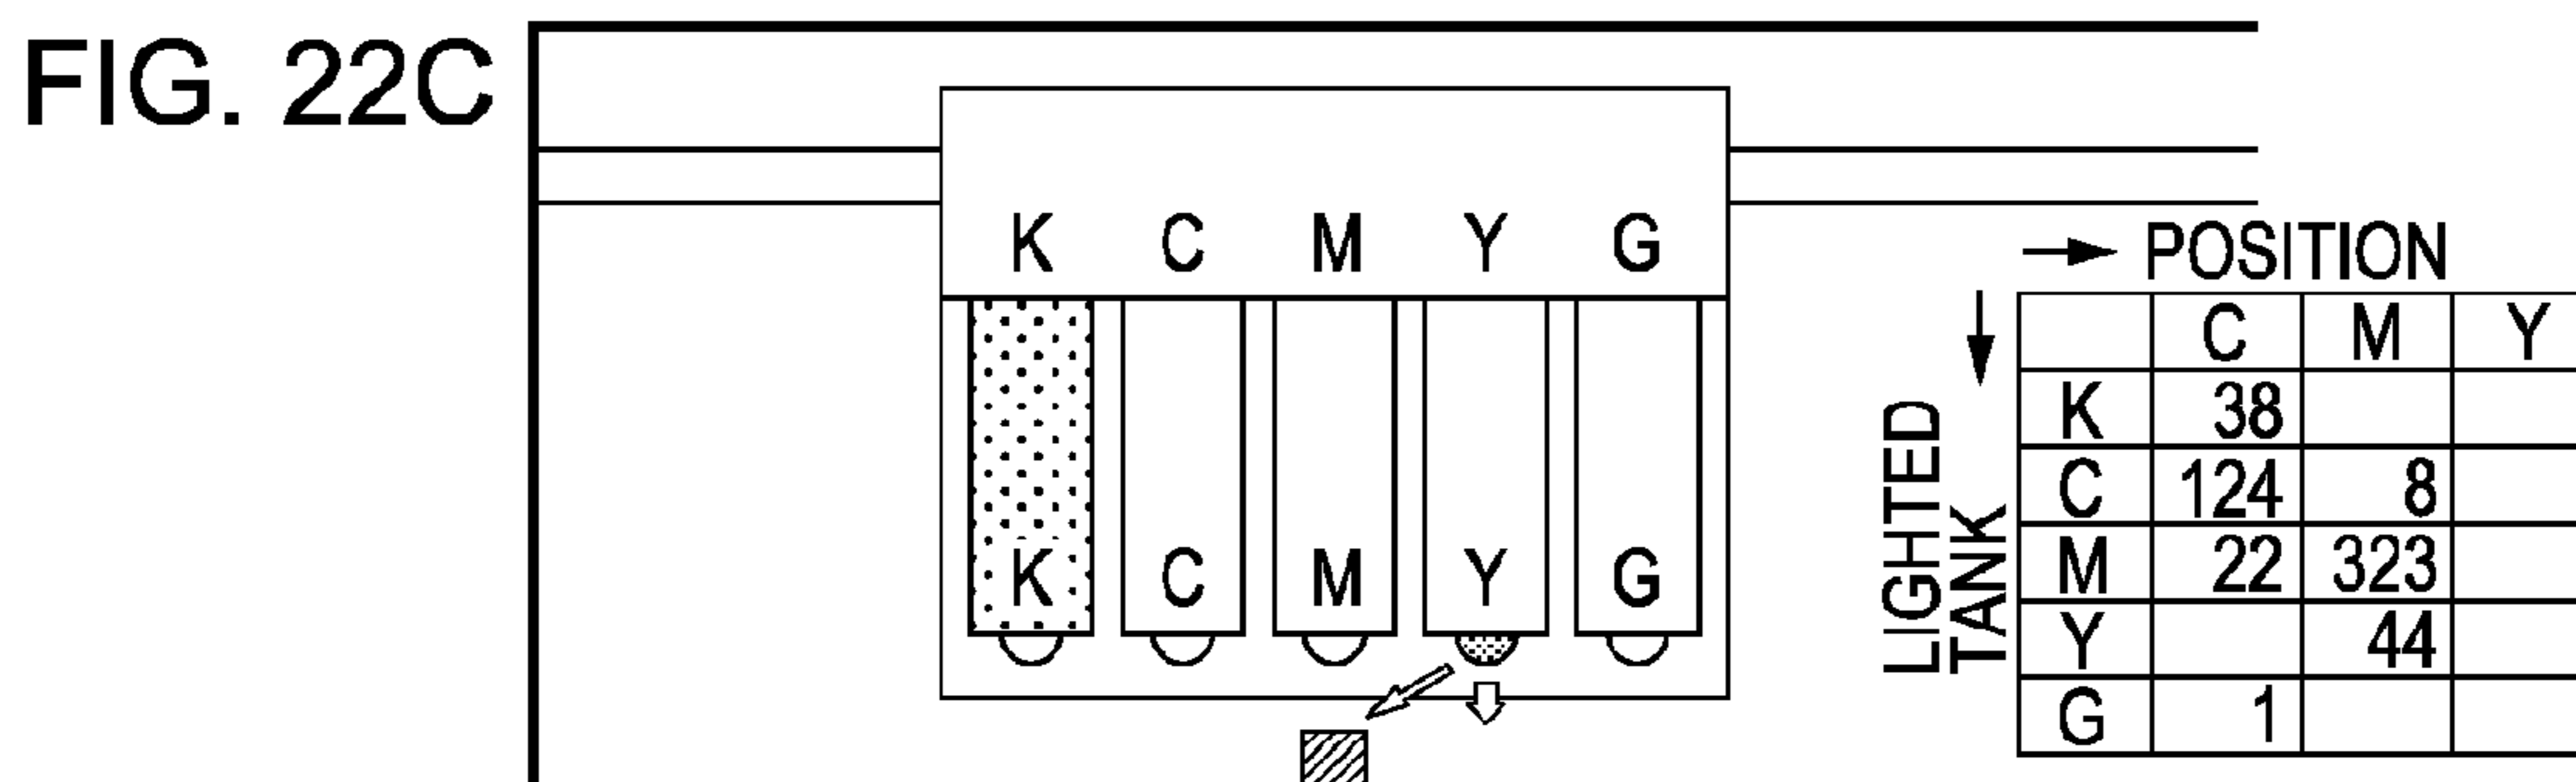 FIG. 22C
K C M Y G
K C M Y G
POSITION
LIGHTED
TANK
C M Y
K 38
C 124 8
M 22 323
Y 44
G 1